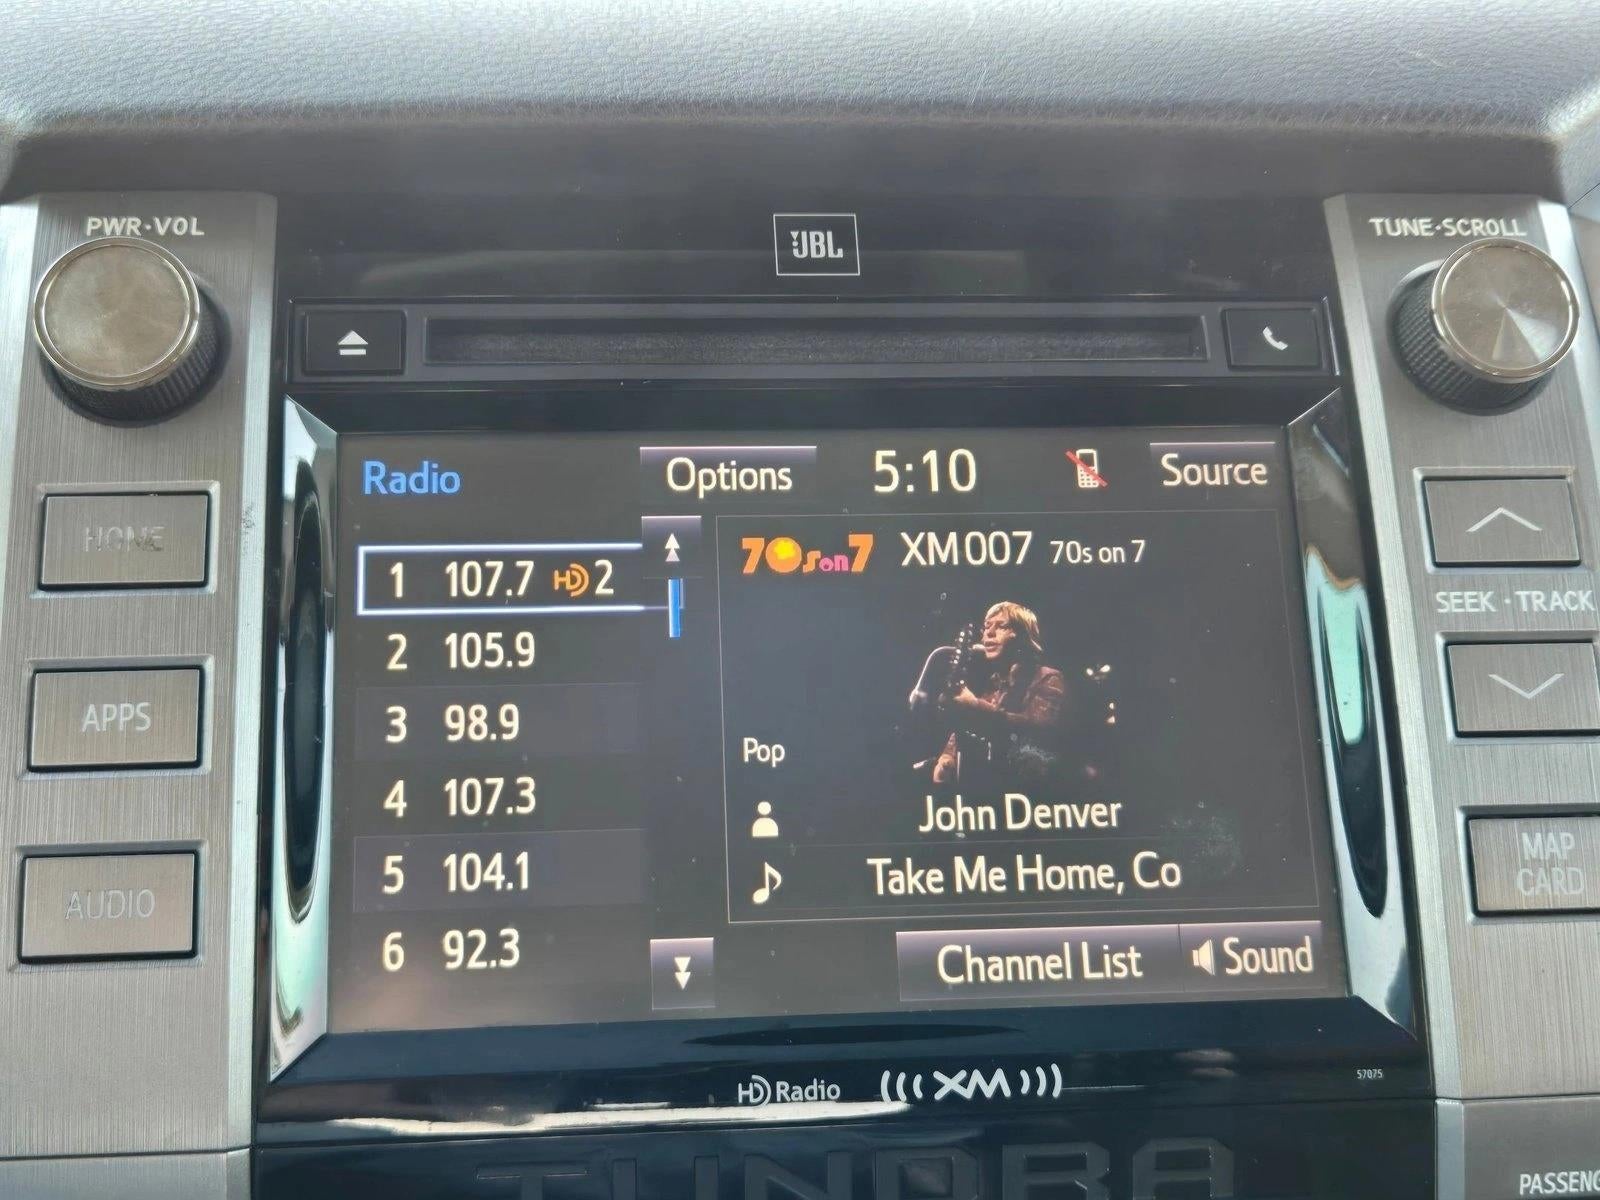 PWR·VOL
TUNE·SCROLL
JBL
HOME
APPS
AUDIO
Radio
Options
5:10
Source
1 107.7 HD 2
2 105.9
3 98.9
4 107.3
5 104.1
6 92.3
70s on 7 XM007 70s on 7
Pop
John Denver
Take Me Home, Co
Channel List
Sound
SEEK·TRACK
MAP
CARD
HD Radio
XM
57075
TUNDRA
PASSENG